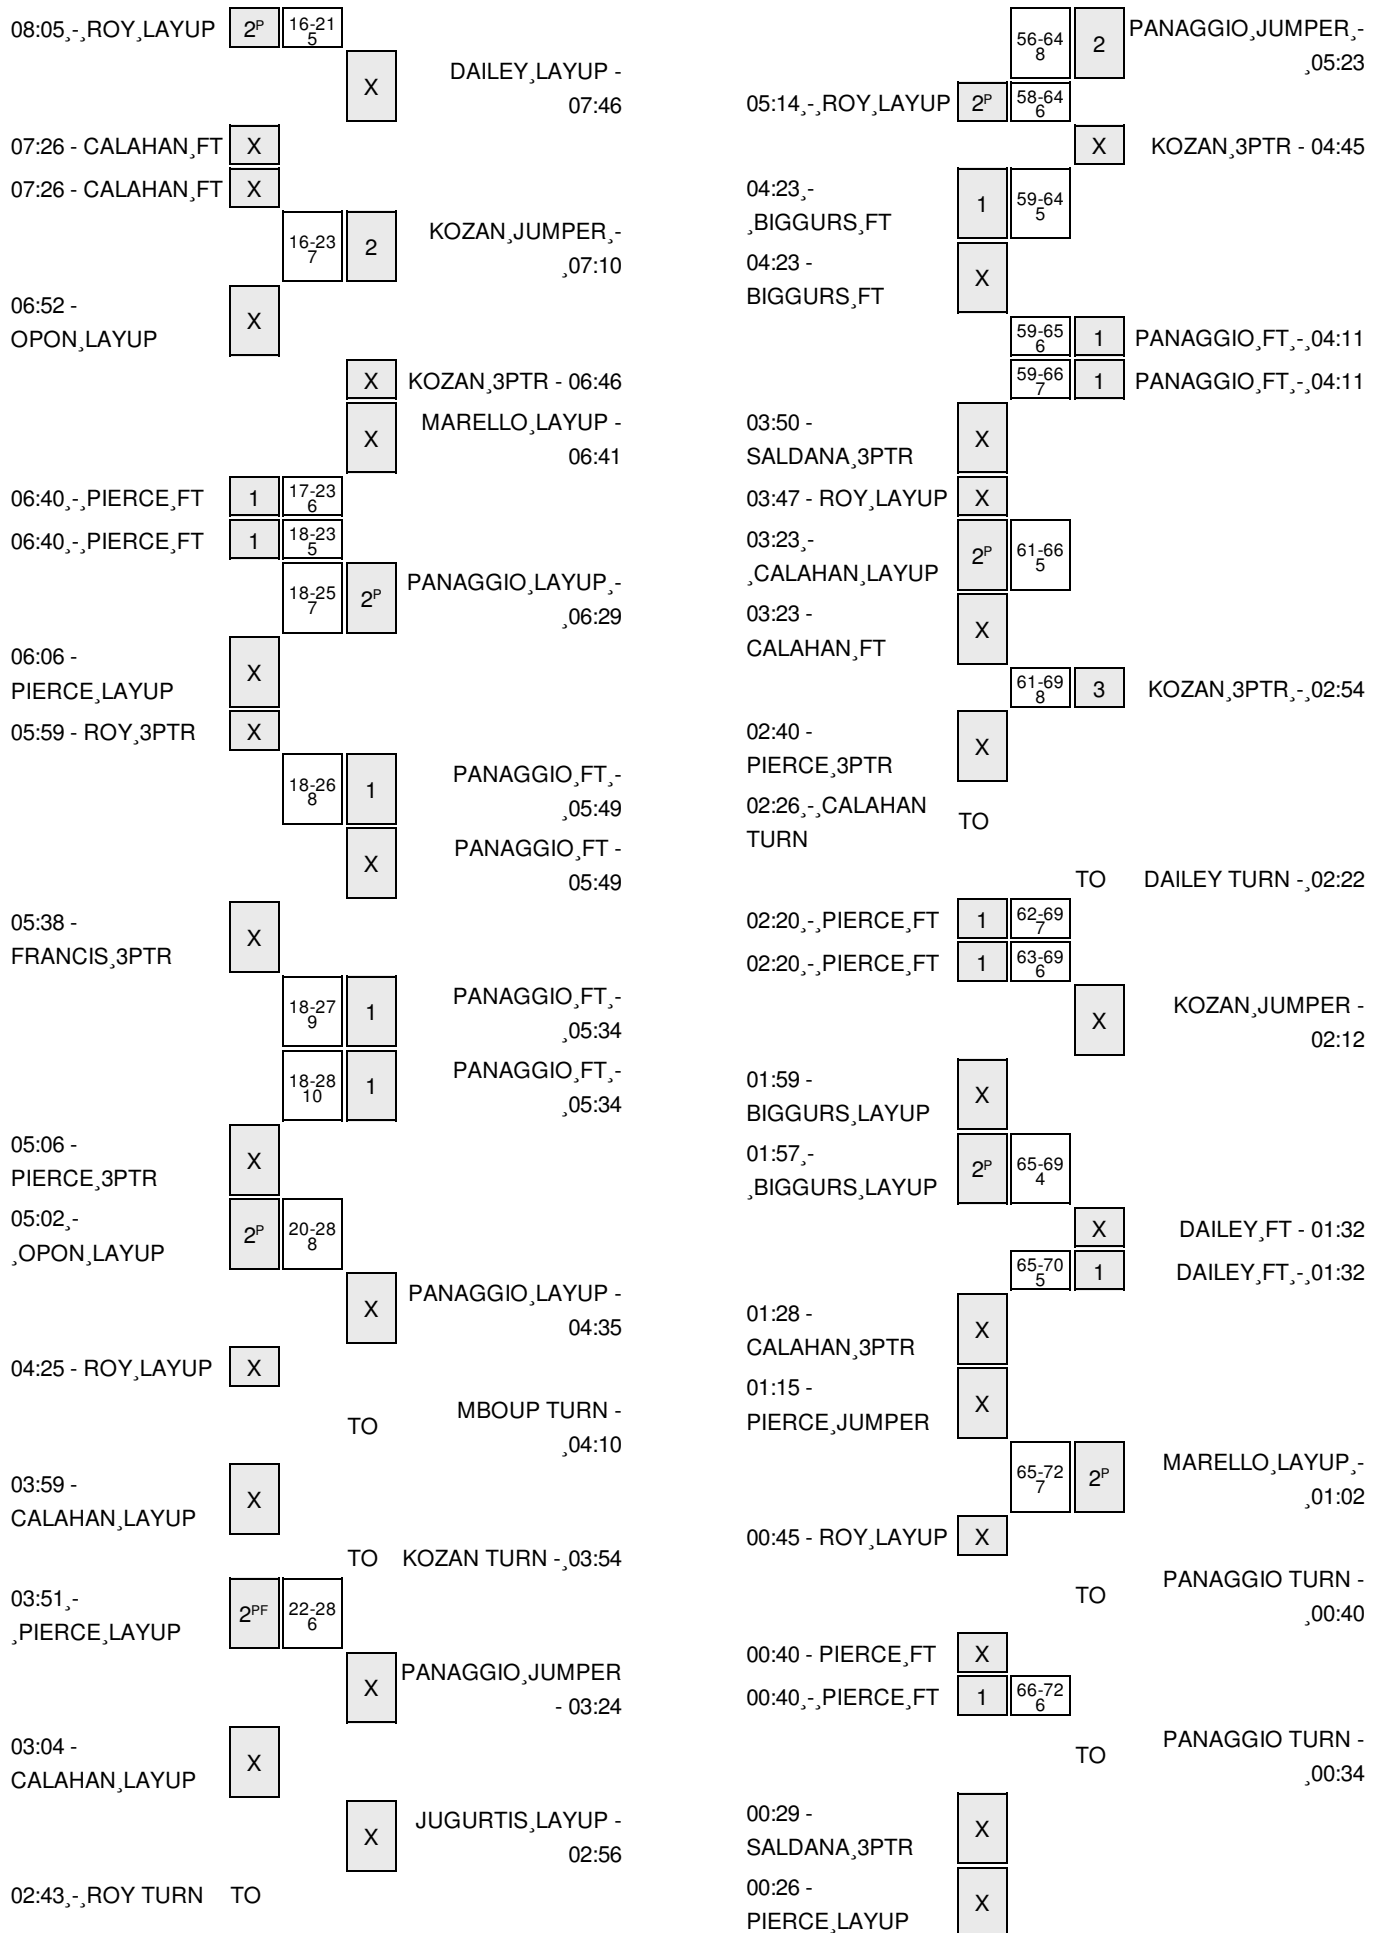 08:05¸-¸ROY¸LAYUP 2P 16-21
5
X DAILEY¸LAYUP -
07:46
07:26 - CALAHAN¸FT X
07:26 - CALAHAN¸FT X
16-23
7 2 KOZAN¸JUMPER¸-
¸07:10
06:52 -
OPON¸LAYUP X
X KOZAN¸3PTR - 06:46
X MARELLO¸LAYUP -
06:41
06:40¸-¸PIERCE¸FT 1 17-23
6
06:40¸-¸PIERCE¸FT 1 18-23
5
18-25
7 2P PANAGGIO¸LAYUP¸-
¸06:29
06:06 -
PIERCE¸LAYUP X
05:59 - ROY¸3PTR X
18-26
8 1 PANAGGIO¸FT¸-
¸05:49
X PANAGGIO¸FT -
05:49
05:38 -
FRANCIS¸3PTR X
18-27
9 1 PANAGGIO¸FT¸-
¸05:34
18-28
10 1 PANAGGIO¸FT¸-
¸05:34
05:06 -
PIERCE¸3PTR X
05:02¸-
¸OPON¸LAYUP 2P 20-28
8
X PANAGGIO¸LAYUP -
04:35
04:25 - ROY¸LAYUP X
TO MBOUP TURN -
¸04:10
03:59 -
CALAHAN¸LAYUP X
TO KOZAN TURN -¸03:54
03:51¸-
¸PIERCE¸LAYUP 2PF 22-28
6
X PANAGGIO¸JUMPER
- 03:24
03:04 -
CALAHAN¸LAYUP X
X JUGURTIS¸LAYUP -
02:56
02:43¸-¸ROY TURN TO
56-64
8 2 PANAGGIO¸JUMPER¸-
¸05:23
05:14¸-¸ROY¸LAYUP 2P 58-64
6
X KOZAN¸3PTR - 04:45
04:23¸-
¸BIGGURS¸FT 1 59-64
5
04:23 -
BIGGURS¸FT X
59-65
6 1 PANAGGIO¸FT¸-¸04:11
59-66
7 1 PANAGGIO¸FT¸-¸04:11
03:50 -
SALDANA¸3PTR X
03:47 - ROY¸LAYUP X
03:23¸-
¸CALAHAN¸LAYUP 2P 61-66
5
03:23 -
CALAHAN¸FT X
61-69
8 3 KOZAN¸3PTR¸-¸02:54
02:40 -
PIERCE¸3PTR X
02:26¸-¸CALAHAN
TURN TO
TO DAILEY TURN -¸02:22
02:20¸-¸PIERCE¸FT 1 62-69
7
02:20¸-¸PIERCE¸FT 1 63-69
6
X KOZAN¸JUMPER -
02:12
01:59 -
BIGGURS¸LAYUP X
01:57¸-
¸BIGGURS¸LAYUP 2P 65-69
4
X DAILEY¸FT - 01:32
65-70
5 1 DAILEY¸FT¸-¸01:32
01:28 -
CALAHAN¸3PTR X
01:15 -
PIERCE¸JUMPER X
65-72
7 2P MARELLO¸LAYUP¸-
¸01:02
00:45 - ROY¸LAYUP X
TO PANAGGIO TURN -
¸00:40
00:40 - PIERCE¸FT X
00:40¸-¸PIERCE¸FT 1 66-72
6
TO PANAGGIO TURN -
¸00:34
00:29 -
SALDANA¸3PTR X
00:26 -
PIERCE¸LAYUP X